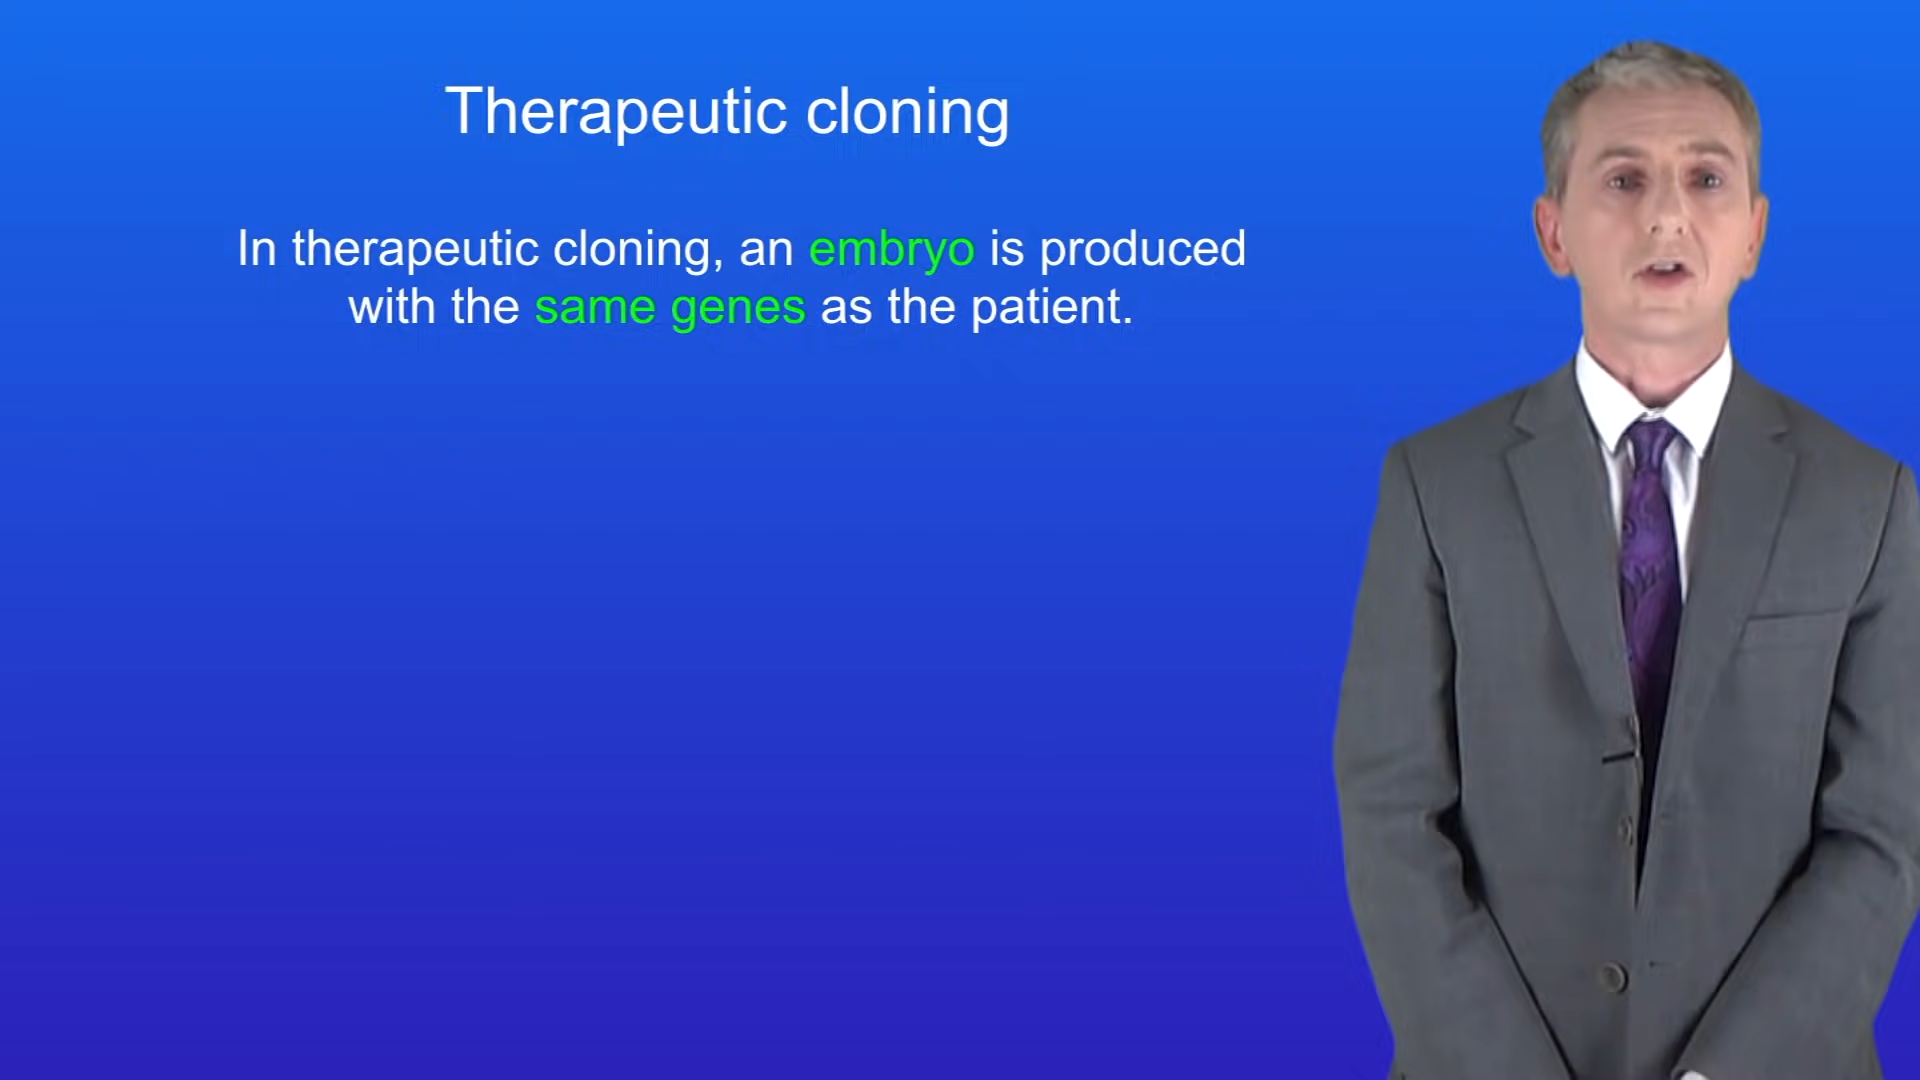 Therapeutic cloning
In therapeutic cloning, an embryo is produced
with the same genes as the patient.